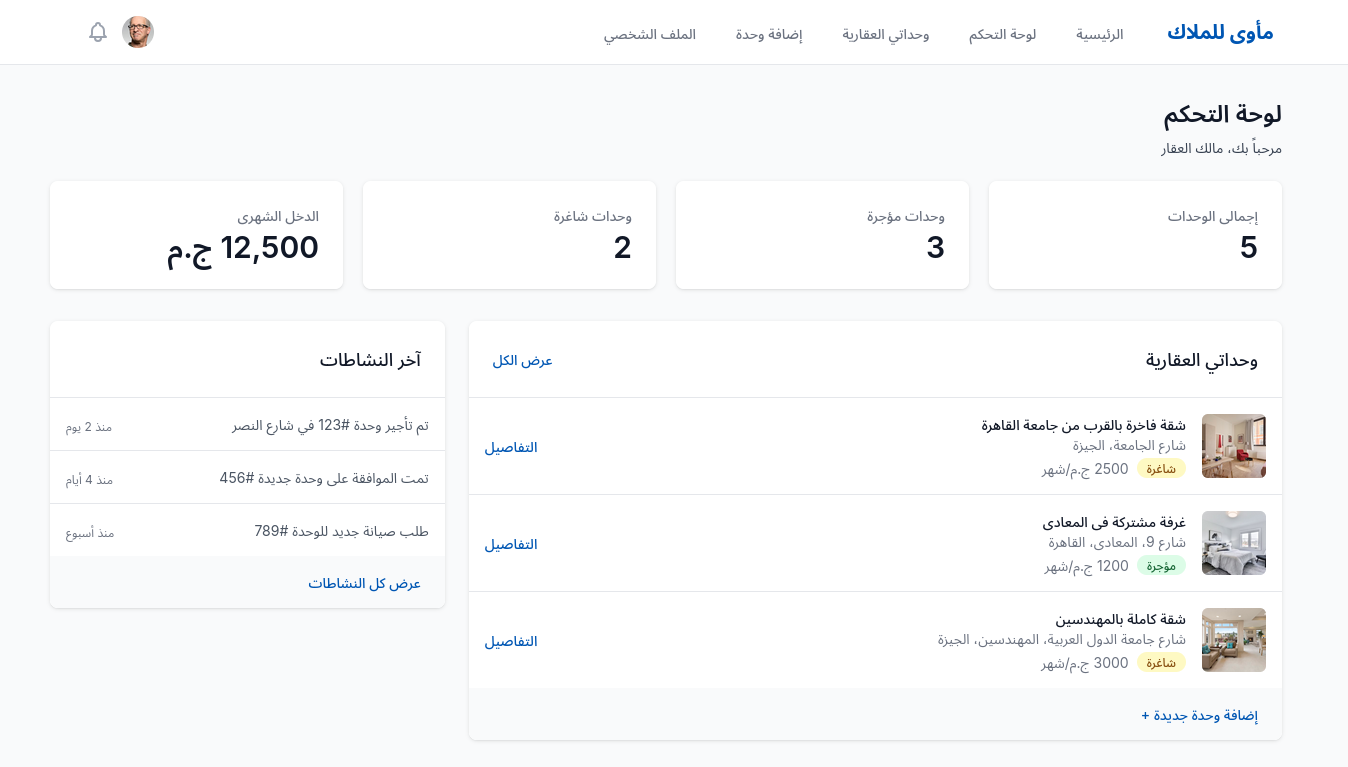 مأوى للملاك
الرئيسية
لوحة التحكم
وحداتي العقارية
إضافة وحدة
الملف الشخصي
لوحة التحكم
مرحباً بك، مالك العقار
إجمالي الوحدات
5
وحدات مؤجرة
3
وحدات شاغرة
2
الدخل الشهري
12,500 ج.م
وحداتي العقارية
عرض الكل
شقة فاخرة بالقرب من جامعة القاهرة
شارع الجامعة، الجيزة
شاغرة 2500 ج.م/شهر
التفاصيل
غرفة مشتركة في المعادي
شارع 9، المعادي، القاهرة
مؤجرة 1200 ج.م/شهر
التفاصيل
شقة كاملة بالمهندسين
شارع جامعة الدول العربية، المهندسين، الجيزة
شاغرة 3000 ج.م/شهر
التفاصيل
إضافة وحدة جديدة +
آخر النشاطات
تم تأجير وحدة #123 في شارع النصر
منذ 2 يوم
تمت الموافقة على وحدة جديدة #456
منذ 4 أيام
طلب صيانة جديد للوحدة #789
منذ أسبوع
عرض كل النشاطات